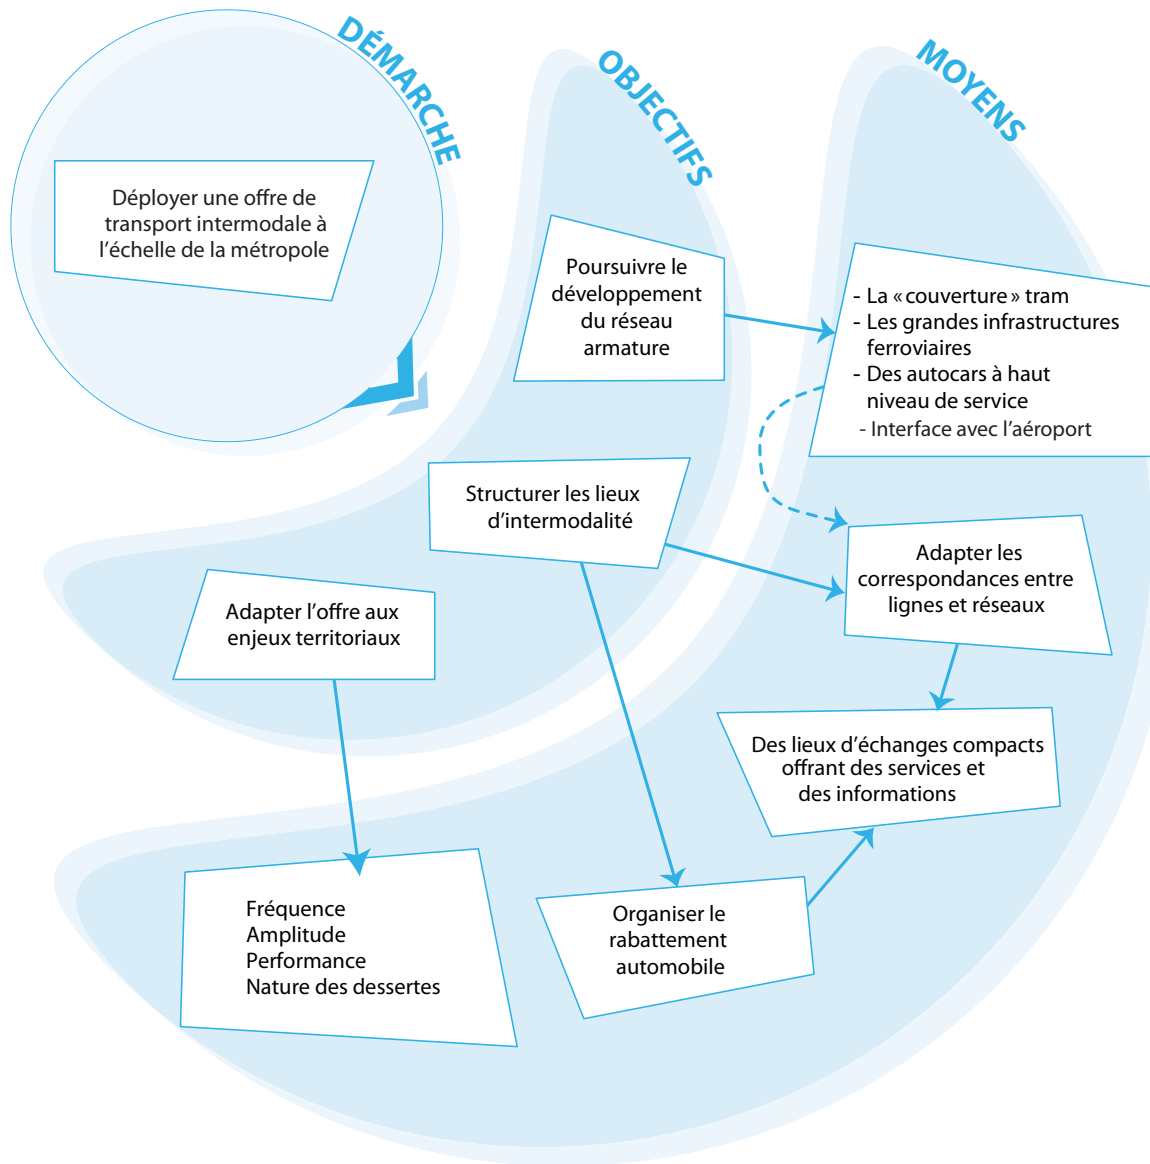 DÉMARCHE
Déployer une offre de
transport intermodale à
l’échelle de la métropole
OBJECTIFS
Poursuivre le
développement
du réseau
armature
Structurer les lieux
d’intermodalité
Adapter l’offre aux
enjeux territoriaux
MOYENS
- La « couverture » tram
- Les grandes infrastructures
ferroviaires
- Des autocars à haut
niveau de service
- Interface avec l’aéroport
Adapter les
correspondances entre
lignes et réseaux
Des lieux d’échanges compacts
offrant des services et
des informations
Organiser le
rabattement
automobile
Fréquence
Amplitude
Performance
Nature des dessertes